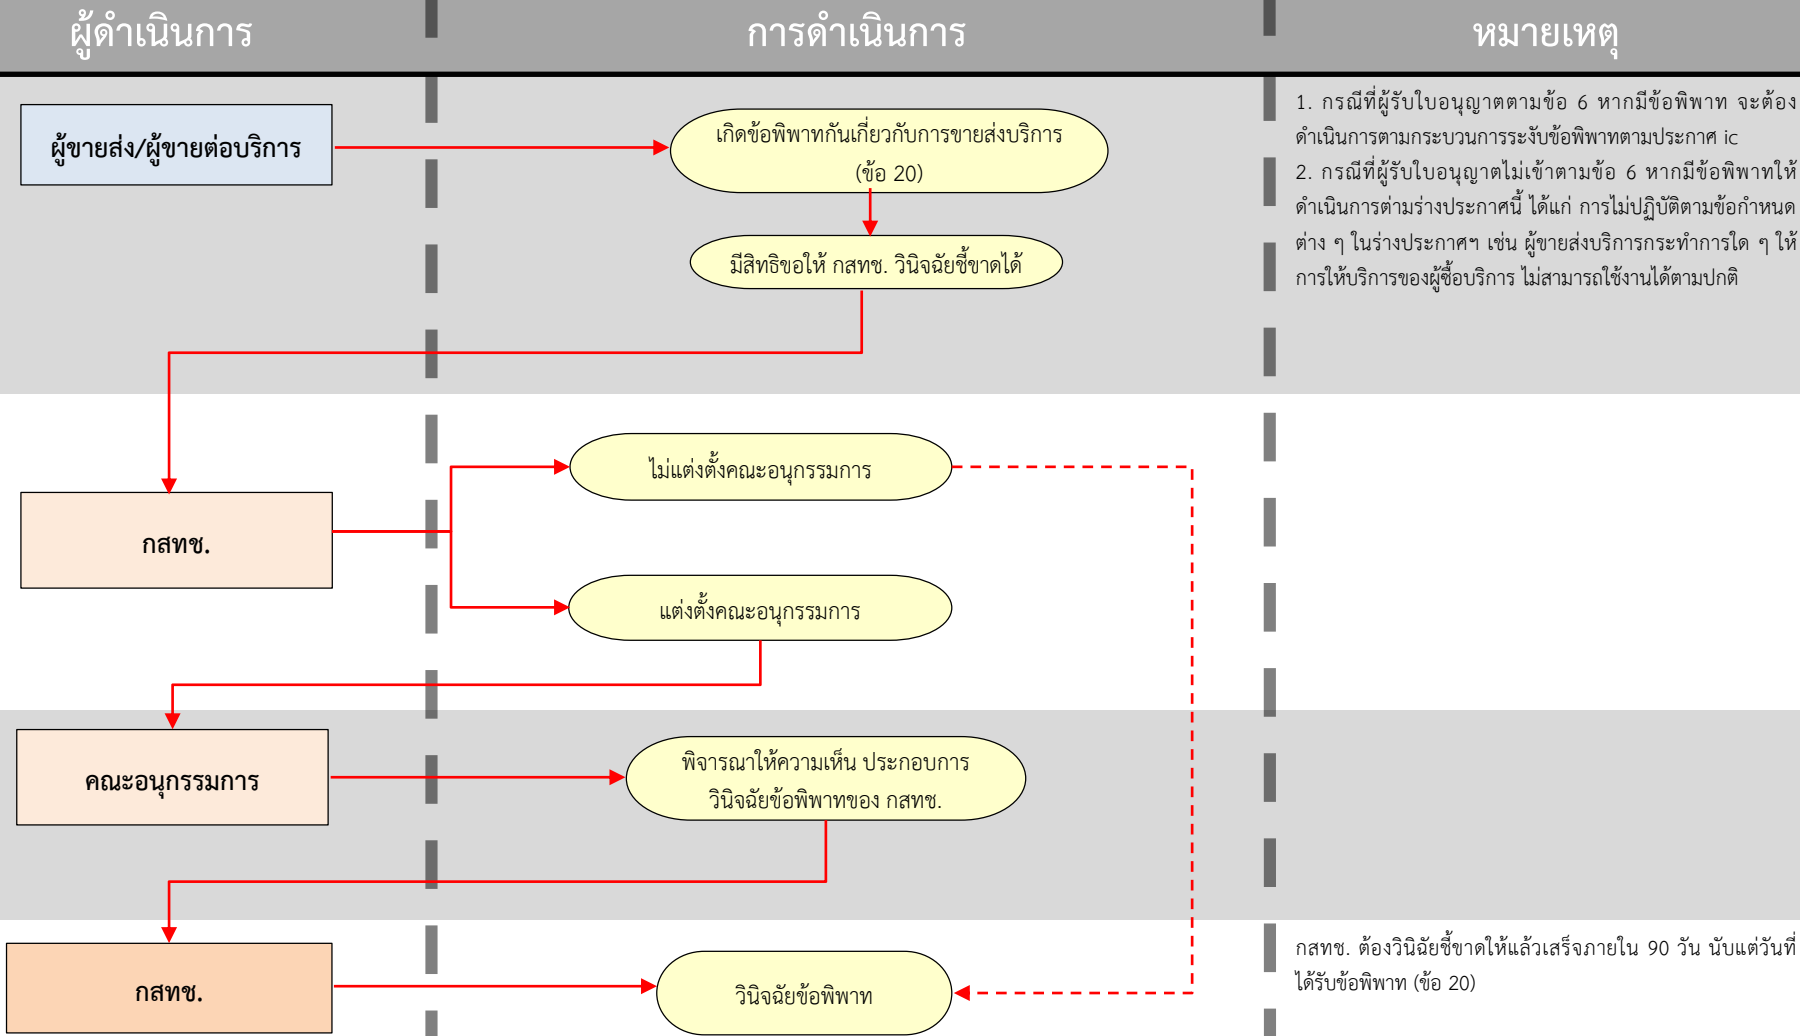 ผู้ดำเนินการ
การดำเนินการ
หมายเหตุ
ผู้ขายส่ง/ผู้ขายต่อบริการ
เกิดข้อพิพาทกันเกี่ยวกับการขายส่งบริการ
(ข้อ 20)
มีสิทธิขอให้ กสทช. วินิจฉัยชี้ขาดได้
1. กรณีที่ผู้รับใบอนุญาตตามข้อ 6 หากมีข้อพิพาท จะต้อง
ดำเนินการตามกระบวนการระงับข้อพิพาทตามประกาศ ic
2. กรณีที่ผู้รับใบอนุญาตไม่เข้าตามข้อ 6 หากมีข้อพิพาทให้
ดำเนินการต่ามร่างประกาศนี้ ได้แก่ การไม่ปฏิบัติตามข้อกำหนด
ต่าง ๆ ในร่างประกาศฯ เช่น ผู้ขายส่งบริการกระทำการใด ๆ ให้
การให้บริการของผู้ซื้อบริการ ไม่สามารถใช้งานได้ตามปกติ
กสทช.
ไม่แต่งตั้งคณะอนุกรรมการ
แต่งตั้งคณะอนุกรรมการ
คณะอนุกรรมการ
พิจารณาให้ความเห็น ประกอบการ
วินิจฉัยข้อพิพาทของ กสทช.
กสทช.
วินิจฉัยข้อพิพาท
กสทช. ต้องวินิฉัยชี้ขาดให้แล้วเสร็จภายใน 90 วัน นับแต่วันที่
ได้รับข้อพิพาท (ข้อ 20)